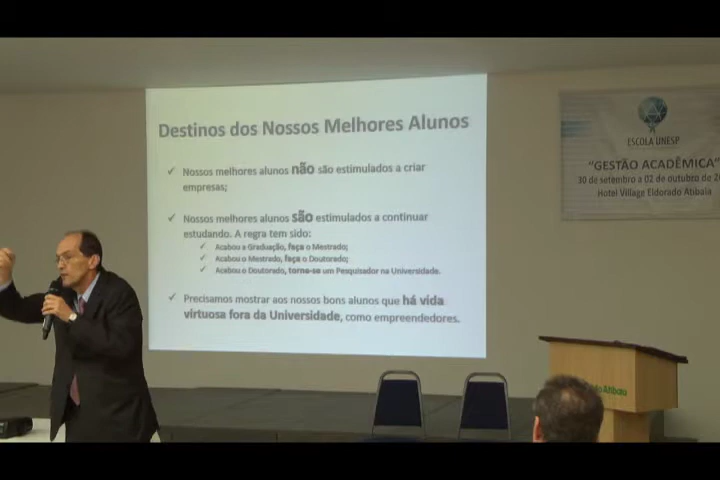 Destinos dos Nossos Melhores Alunos
✓ Nossos melhores alunos não são estimulados a criar
empresas;
✓ Nossos melhores alunos são estimulados a continuar
estudando. A regra tem sido:
✓ Acabou a Graduação, faça o Mestrado;
✓ Acabou o Mestrado, faça o Doutorado;
✓ Acabou o Doutorado, torna-se um Pesquisador na Universidade.
✓ Precisamos mostrar aos nossos bons alunos que há vida
virtuosa fora da Universidade, como empreendedores.
ESCOLA UNESP
"GESTÃO ACADÊMICA"
30 de setembro a 02 de outubro de
Hotel Village Eldorado Atibaia
Atibaia